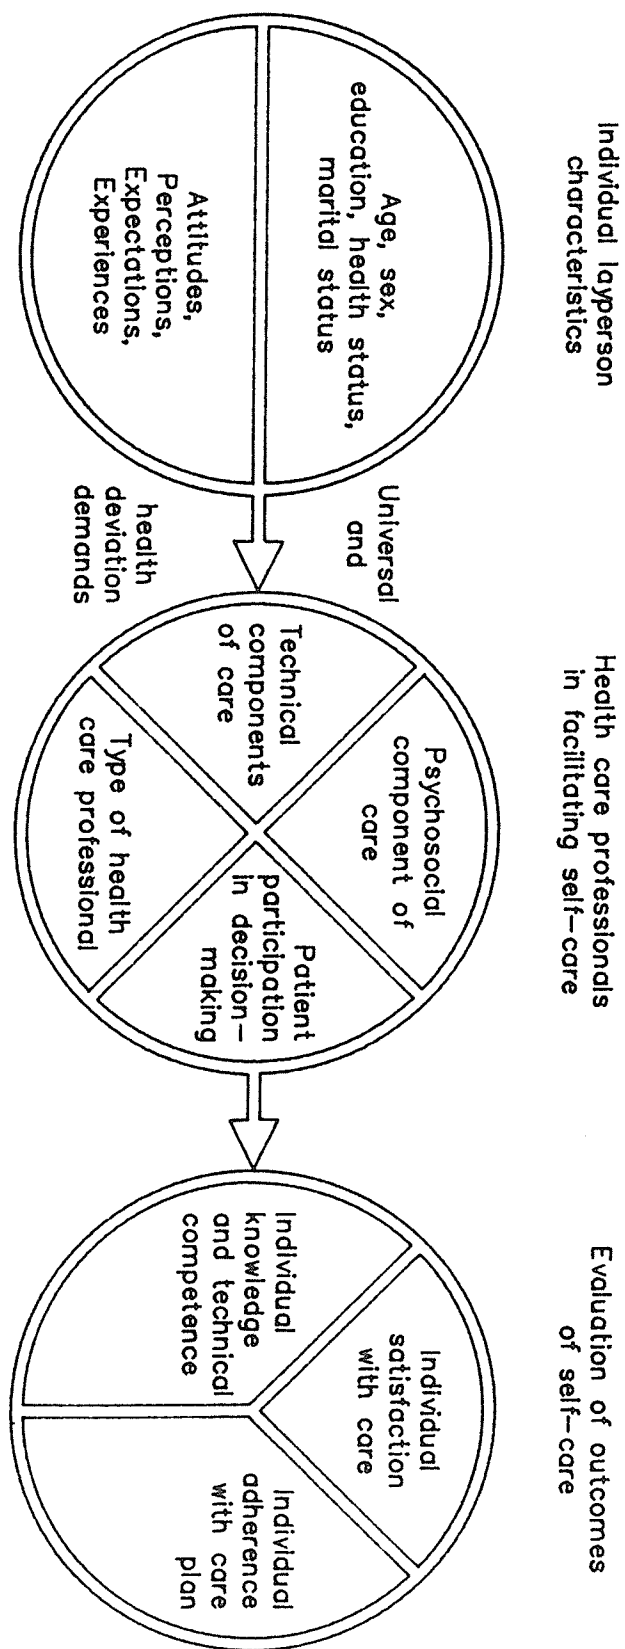 Individual layperson
characteristics
Age, sex,
education, health status,
marital status
Attitudes,
Perceptions,
Expectations,
Experiences
Universal
and
health
deviation
demands
Health care professionals
in facilitating self-care
Psychosocial
component of
care
Technical
components
of care
Patient
participation
in decision-
making
Type of health
care professional
Evaluation of outcomes
of self-care
Individual
satisfaction
with care
Individual
knowledge
and technical
competence
Individual
adherence
with care
plan